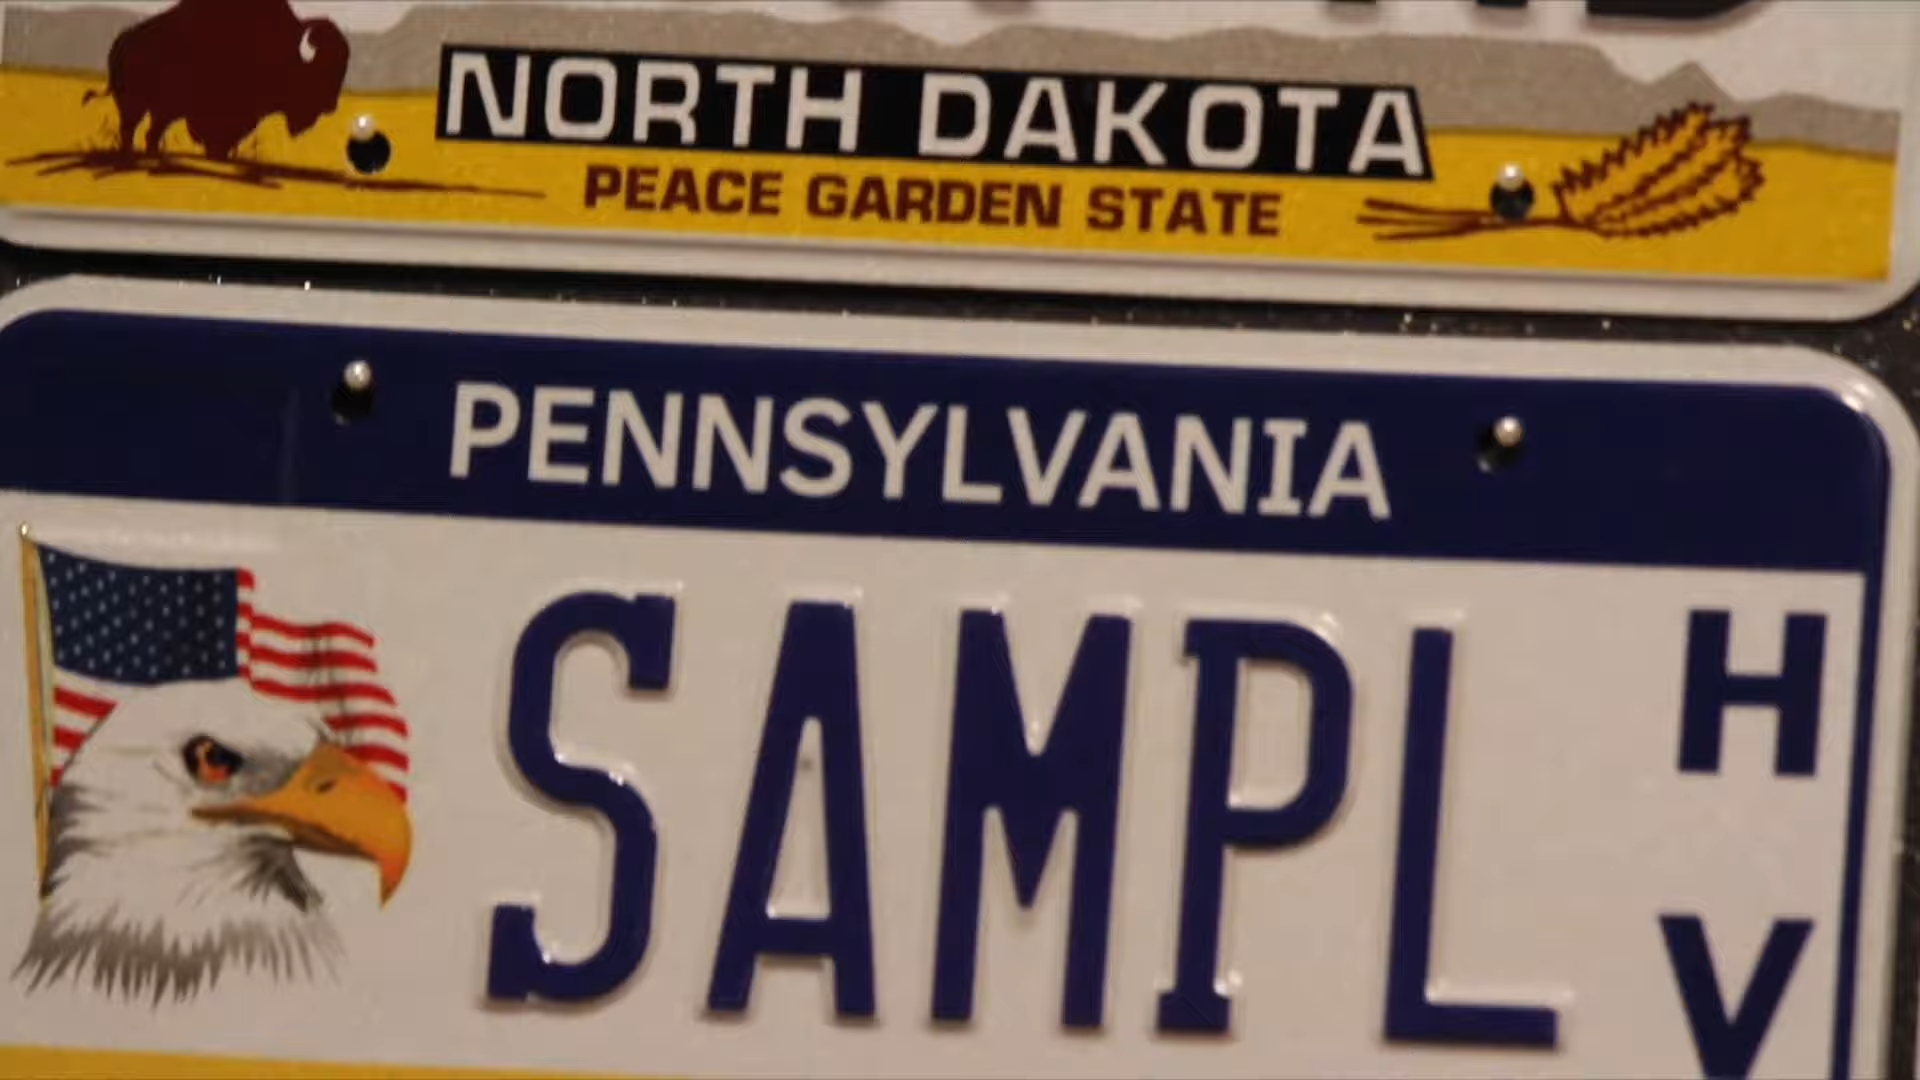 NORTH DAKOTA
PEACE GARDEN STATE
PENNSYLVANIA
SAMPL
H
V